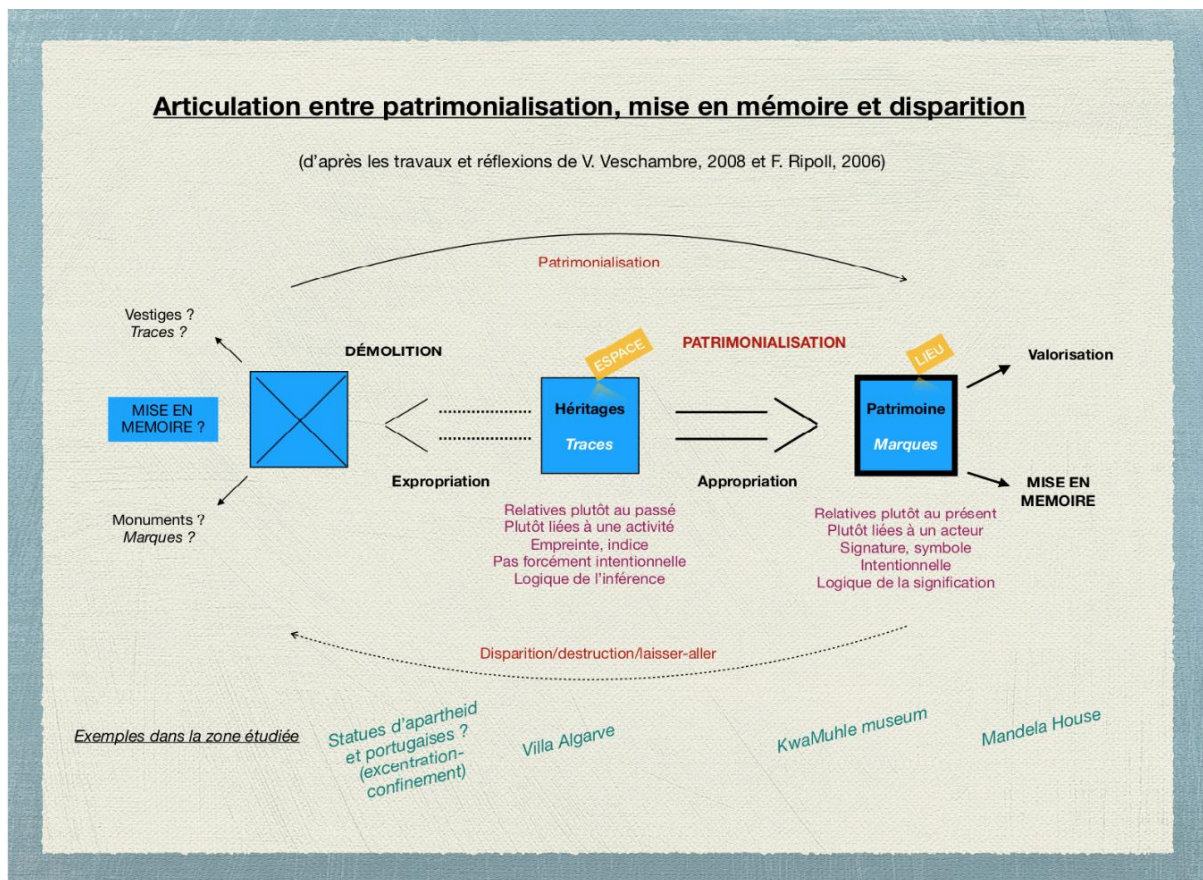 Articulation entre patrimonialisation, mise en mémoire et disparition
(d'après les travaux et réflexions de V. Veschambre, 2008 et F. Ripoll, 2006)
Patrimonialisation
Vestiges ?
Traces ?
DÉMOLITION
ESPACE
PATRIMONIALISATION
LIEU
Valorisation
MISE EN
MEMOIRE ?
Héritages
Traces
Patrimoine
Marques
Expropriation
Appropriation
MISE EN
MEMOIRE
Monuments ?
Marques ?
Relatives plutôt au passé
Plutôt liées à une activité
Empreinte, indice
Pas forcément intentionnelle
Logique de l'inférence
Relatives plutôt au présent
Plutôt liées à un acteur
Signature, symbole
Intentionnelle
Logique de la signification
Disparition/destruction/laisser-aller
Exemples dans la zone étudiée
Statues d'apartheid
et portugaises ?
(excentration-
confinement)
Villa Algarve
KwaMuhle museum
Mandela House